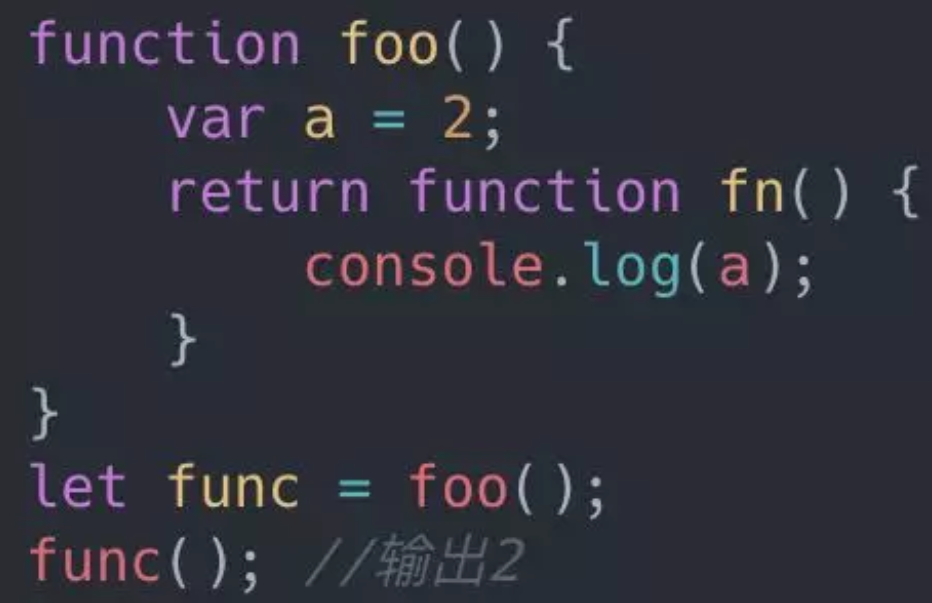 function foo() {
    var a = 2;
    return function fn() {
        console.log(a);
    }
}
let func = foo();
func(); //输出2